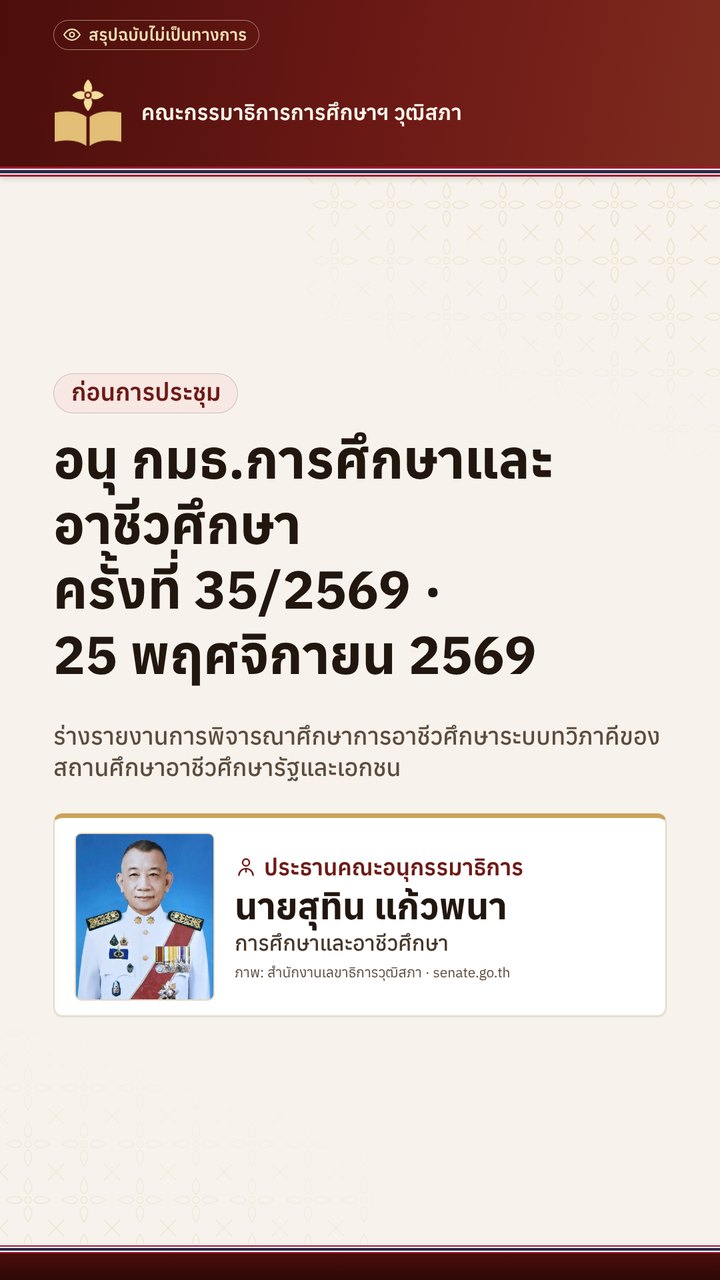 สรุปฉบับไม่เป็นทางการ
คณะกรรมาธิการการศึกษาฯ วุฒิสภา
ก่อนการประชุม
อนุ กมธ.การศึกษาและ
อาชีวศึกษา
ครั้งที่ 35/2569 ·
25 พฤศจิกายน 2569
ร่างรายงานการพิจารณาศึกษาการอาชีวศึกษาระบบทวิภาคีของ
สถานศึกษาอาชีวศึกษารัฐและเอกชน
ประธานคณะอนุกรรมาธิการ
นายสุทิน แก้วพนา
การศึกษาและอาชีวศึกษา
ภาพ: สำนักงานเลขาธิการวุฒิสภา · senate.go.th